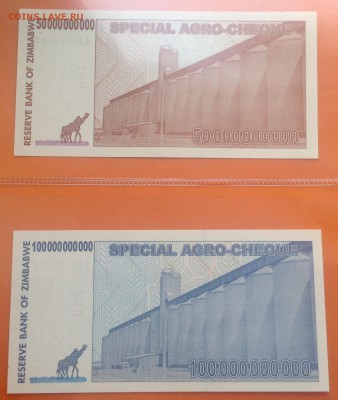 COINS.LAVE.RU
50000000000
SPECIAL AGRO-CHEQUE
RESERVE BANK OF ZIMBABWE
50000000000
100000000000
SPECIAL AGRO-CHEQUE
RESERVE BANK OF ZIMBABWE
100000000000